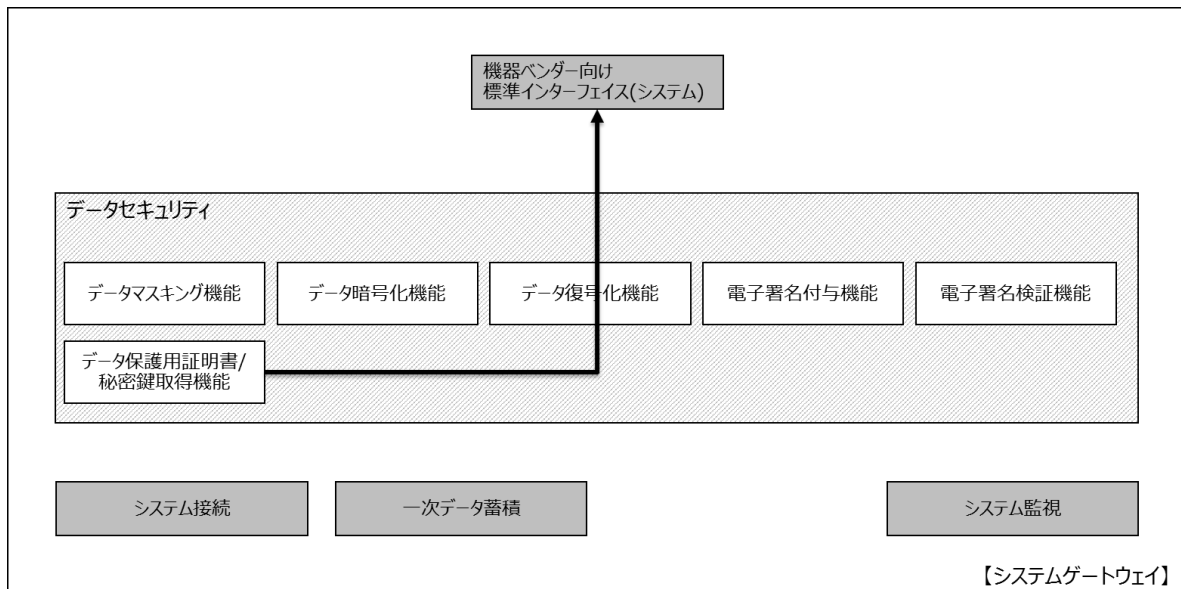 機器ベンダー向け
標準インターフェイス(システム)
データセキュリティ
データマスキング機能
データ暗号化機能
データ復号化機能
電子署名付与機能
電子署名検証機能
データ保護用証明書/
秘密鍵取得機能
システム接続
一次データ蓄積
システム監視
【システムゲートウェイ】